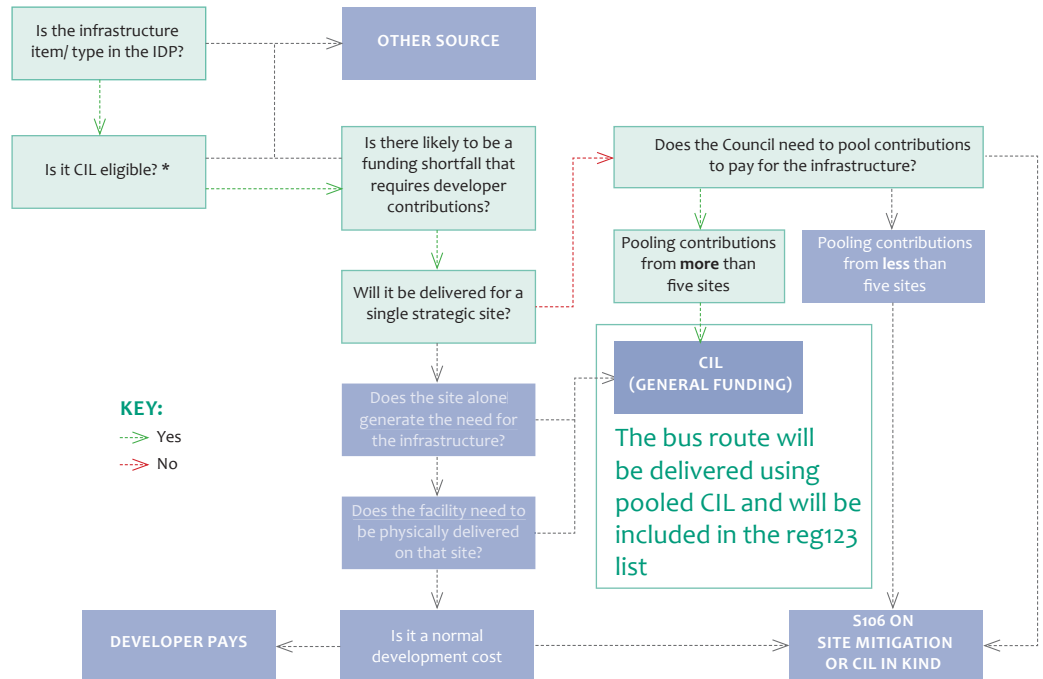 Is the infrastructure
item/ type in the IDP?
OTHER SOURCE
Is it CIL eligible? *
Is there likely to be a
funding shortfall that
requires developer
contributions?
Does the Council need to pool contributions
to pay for the infrastructure?
Pooling contributions
from more than
five sites
Pooling contributions
from less than
five sites
Will it be delivered for a
single strategic site?
CIL
(GENERAL FUNDING)
The bus route will
be delivered using
pooled CIL and will be
included in the reg123
list
Does the site alone
generate the need for
the infrastructure?
KEY:
Yes
No
Does the facility need to
be physically delivered
on that site?
DEVELOPER PAYS
Is it a normal
development cost
S106 ON
SITE MITIGATION
OR CIL IN KIND